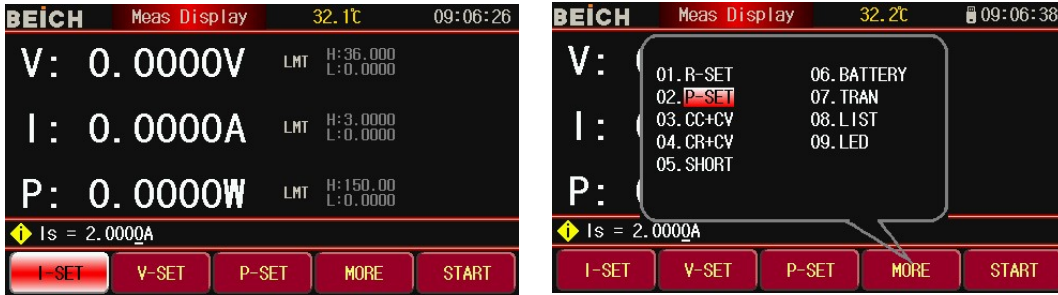 BEICH Meas Display 32.1℃ 09:06:26
V: 0.0000V LMT H:36.000
L:0.0000
I: 0.0000A LMT H:3.0000
L:0.0000
P: 0.0000W LMT H:150.00
L:0.0000
Is = 2.0000A
I-SET V-SET P-SET MORE START
BEICH Meas Display 32.2℃ 09:06:38
V:
I:
P:
01.R-SET
02.P-SET
03.CC+CV
04.CR+CV
05.SHORT
06.BATTERY
07.TRAN
08.LIST
09.LED
Is = 2.0000A
I-SET V-SET P-SET MORE START